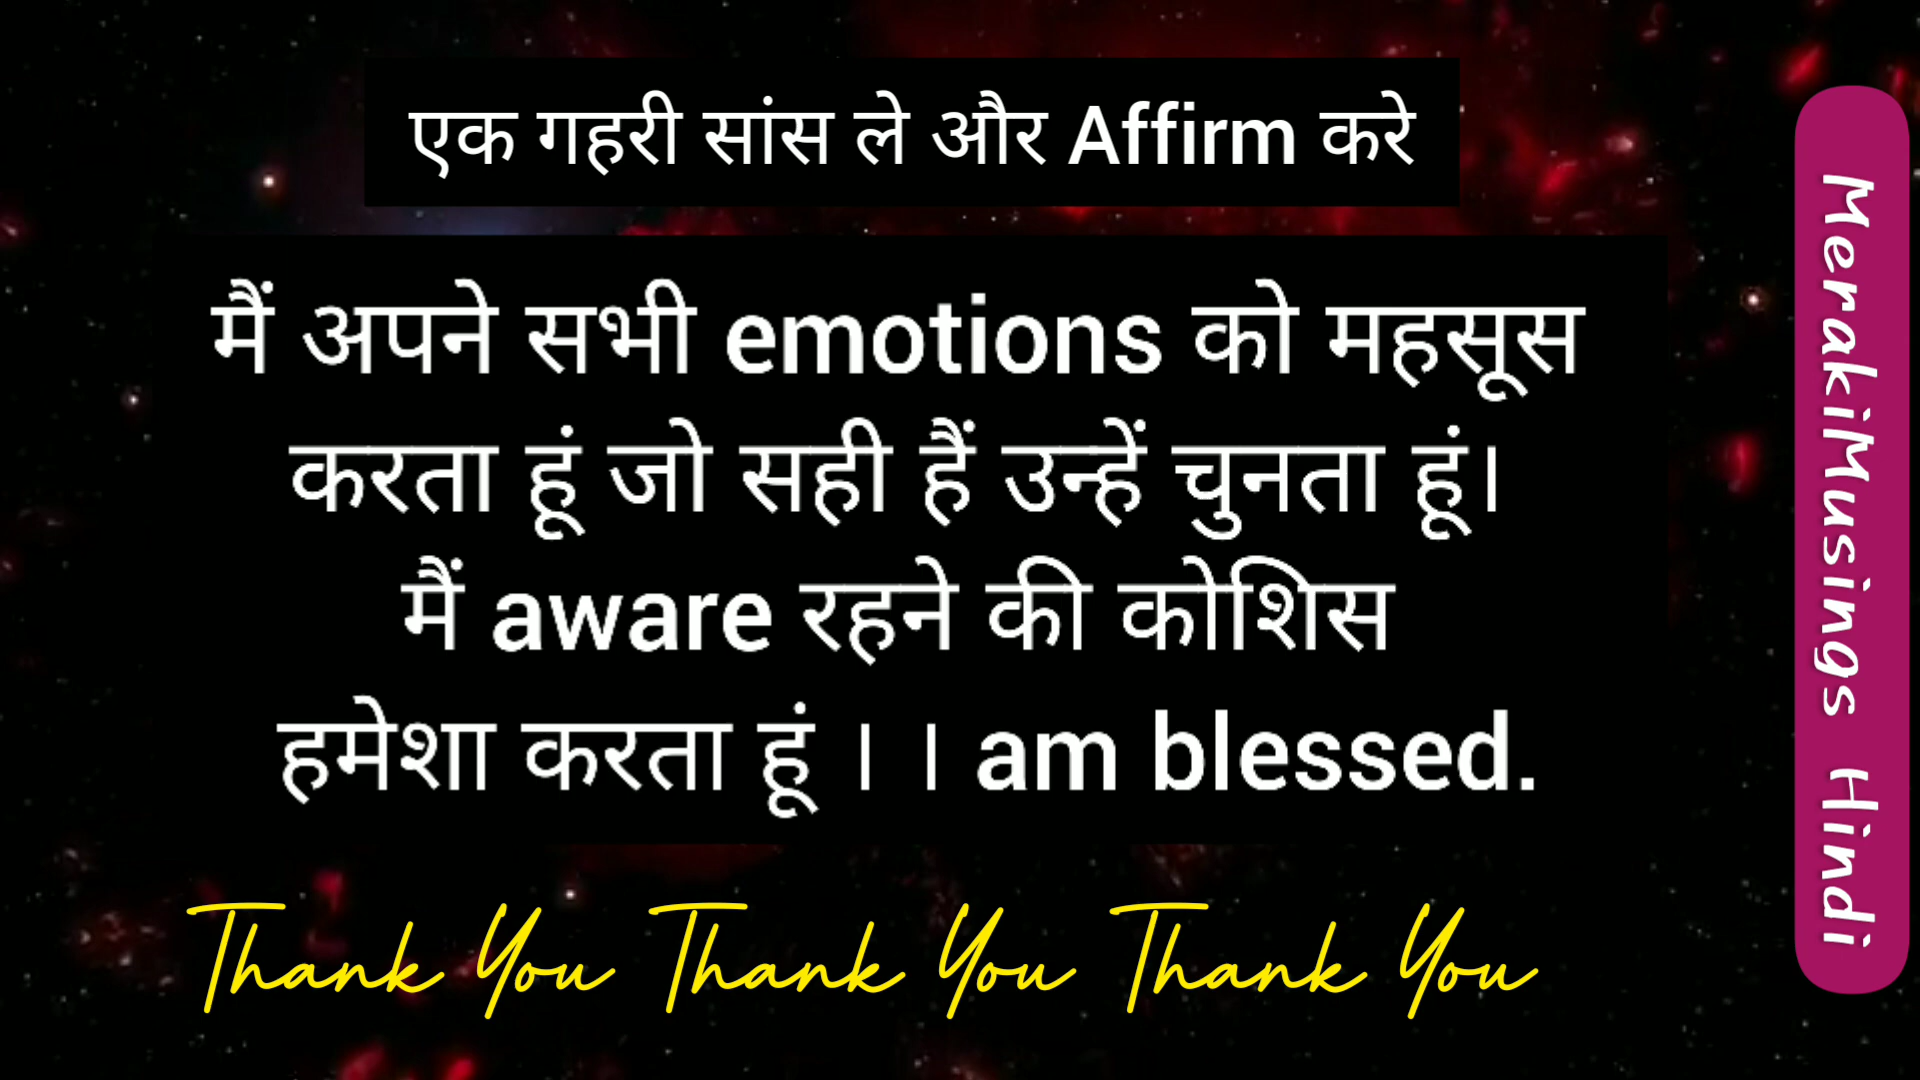 एक गहरी सांस ले और Affirm करे
मैं अपने सभी emotions को महसूस
करता हूं जो सही हैं उन्हें चुनता हूं।
मैं aware रहने की कोशिस
हमेशा करता हूं । । am blessed.
Thank You Thank You Thank You
MerakiMusings Hindi